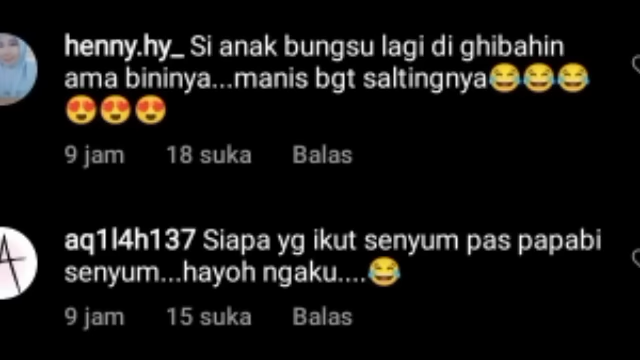 henny.hy_ Si anak bungsu lagi di ghibahin
ama bininya...manis bgt saltingnya😂😂😂
😍😍😍
9 jam 18 suka Balas
aq1l4h137 Siapa yg ikut senyum pas papabi
senyum...hayoh ngaku....😂
9 jam 15 suka Balas